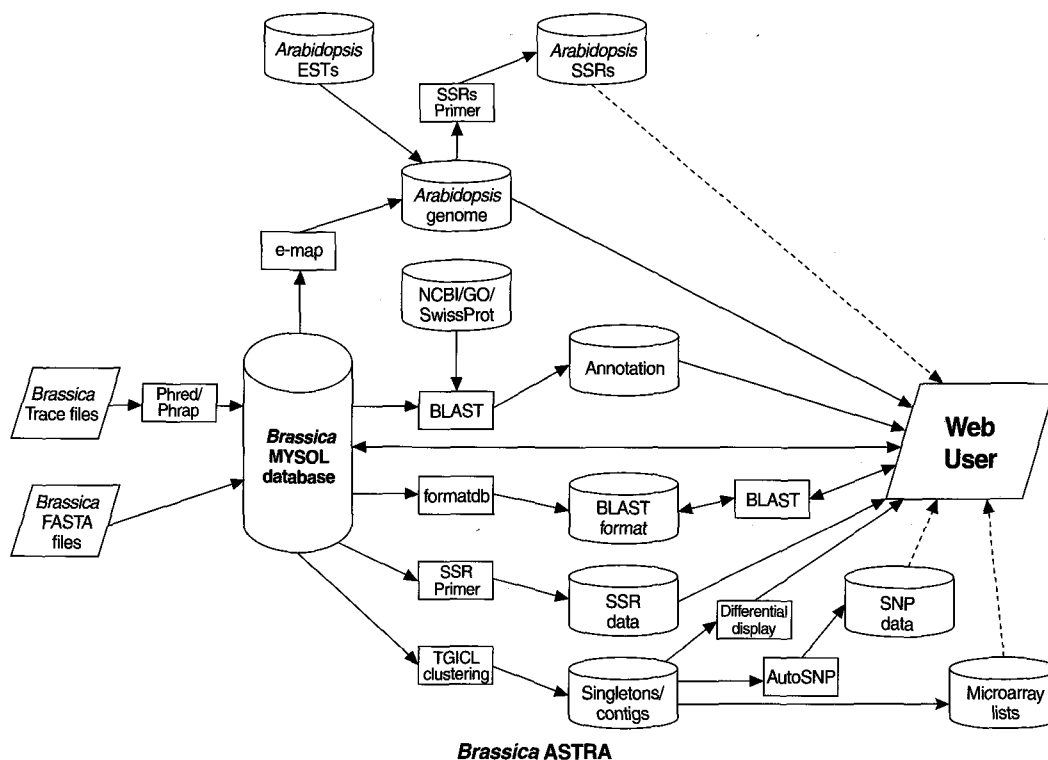 Arabidopsis
ESTs
Arabidopsis
SSRs
SSRs
Primer
Arabidopsis
genome
e-map
NCBI/GO/
SwissProt
Brassica
Trace files
Phred/
Phrap
BLAST
Annotation
Web
User
Brassica
MYSOL
database
Brassica
FASTA
files
formatdb
BLAST
format
BLAST
SSR
Primer
SSR
data
Differential
display
SNP
data
TGICL
clustering
Singletons/
contigs
AutoSNP
Microarray
lists
Brassica ASTRA